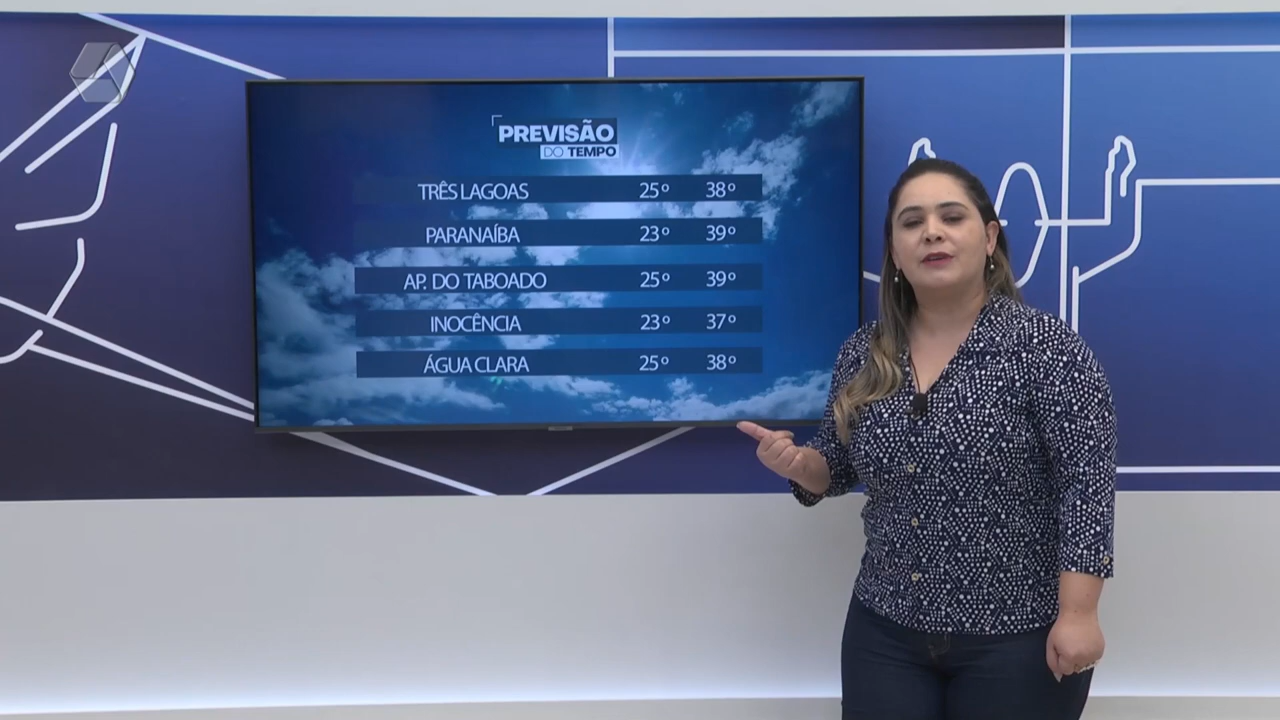 PREVISÃO
DO TEMPO
TRÊS LAGOAS 25º 38º
PARANAÍBA 23º 39º
AP. DO TABOADO 25º 39º
INOCÊNCIA 23º 37º
ÁGUA CLARA 25º 38º